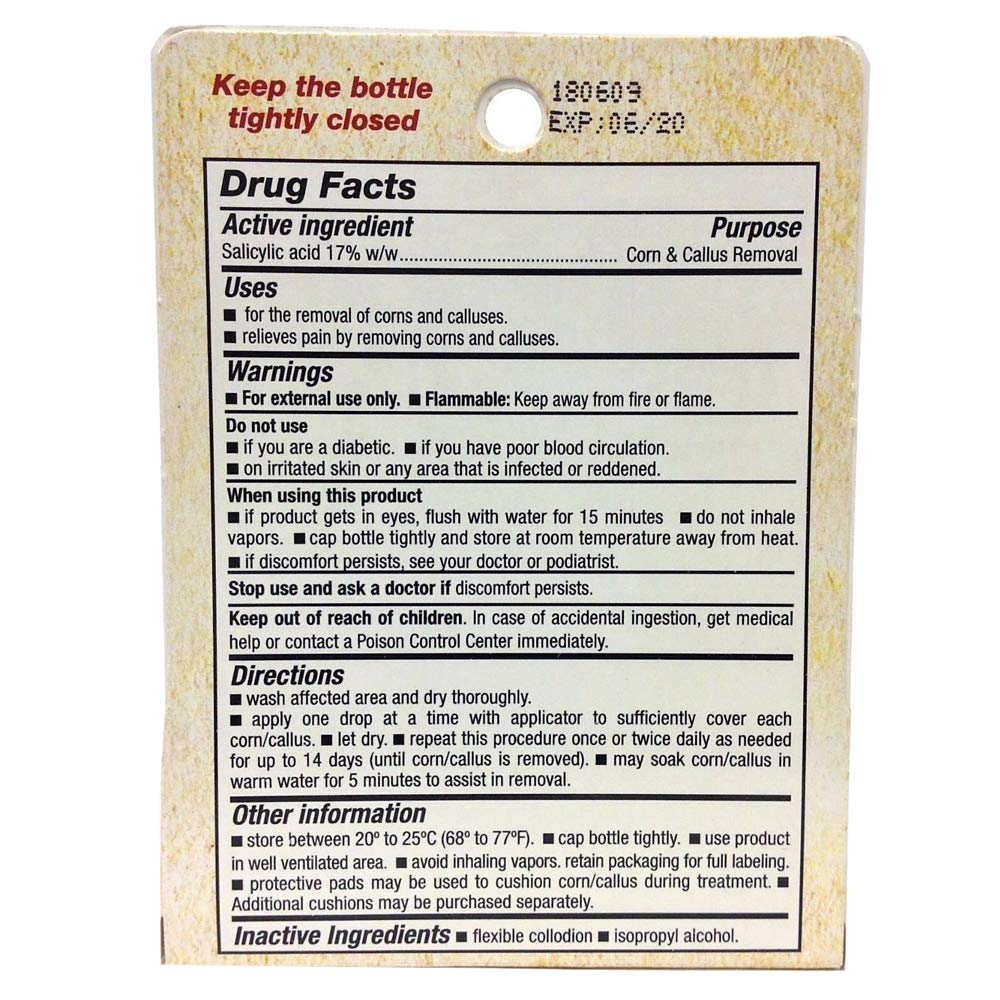 Keep the bottle
tightly closed
180609
EXP;06/20
Drug Facts
Active ingredient Purpose
Salicylic acid 17% w/w............................................ Corn & Callus Removal
Uses
■ for the removal of corns and calluses.
■ relieves pain by removing corns and calluses.
Warnings
■ For external use only. ■ Flammable: Keep away from fire or flame.
Do not use
■ if you are a diabetic. ■ if you have poor blood circulation.
■ on irritated skin or any area that is infected or reddened.
When using this product
■ if product gets in eyes, flush with water for 15 minutes ■ do not inhale
vapors. ■ cap bottle tightly and store at room temperature away from heat.
■ if discomfort persists, see your doctor or podiatrist.
Stop use and ask a doctor if discomfort persists.
Keep out of reach of children. In case of accidental ingestion, get medical
help or contact a Poison Control Center immediately.
Directions
■ wash affected area and dry thoroughly.
■ apply one drop at a time with applicator to sufficiently cover each
corn/callus. ■ let dry. ■ repeat this procedure once or twice daily as needed
for up to 14 days (until corn/callus is removed). ■ may soak corn/callus in
warm water for 5 minutes to assist in removal.
Other information
■ store between 20º to 25ºC (68º to 77ºF). ■ cap bottle tightly. ■ use product
in well ventilated area. ■ avoid inhaling vapors. retain packaging for full labeling.
■ protective pads may be used to cushion corn/callus during treatment. ■
Additional cushions may be purchased separately.
Inactive Ingredients ■ flexible collodion ■ isopropyl alcohol.